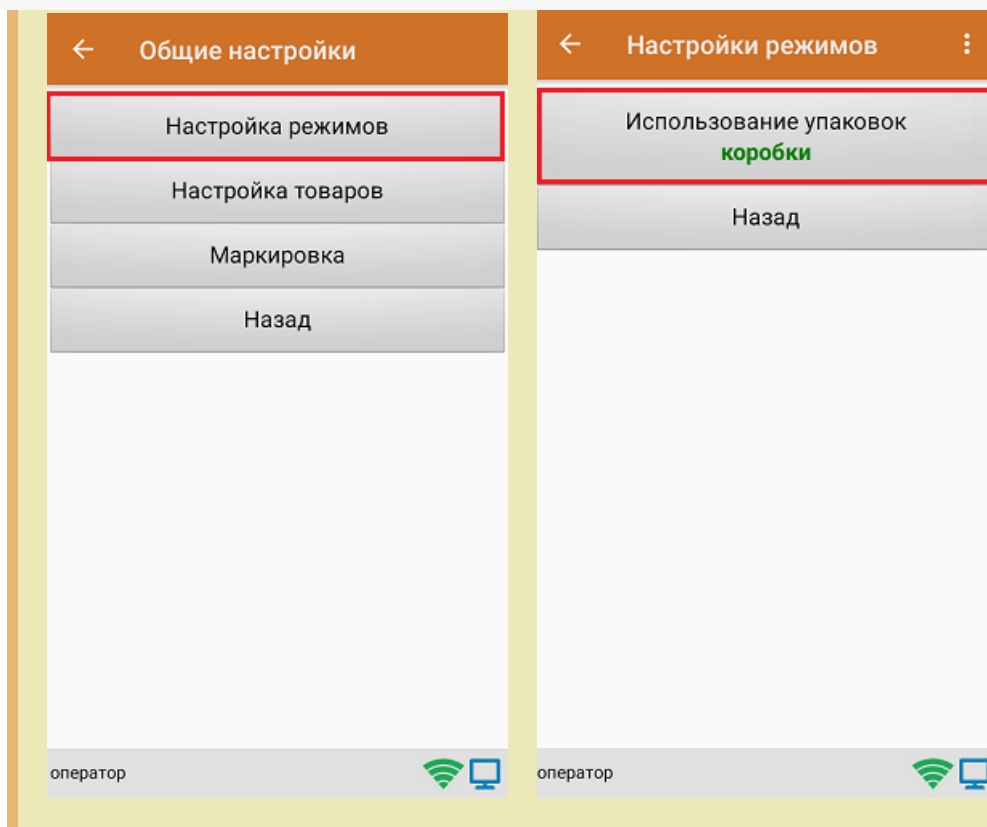 Общие настройки
Настройка режимов
Настройка товаров
Маркировка
Назад
оператор
Настройки режимов
Использование упаковок
коробки
Назад
оператор